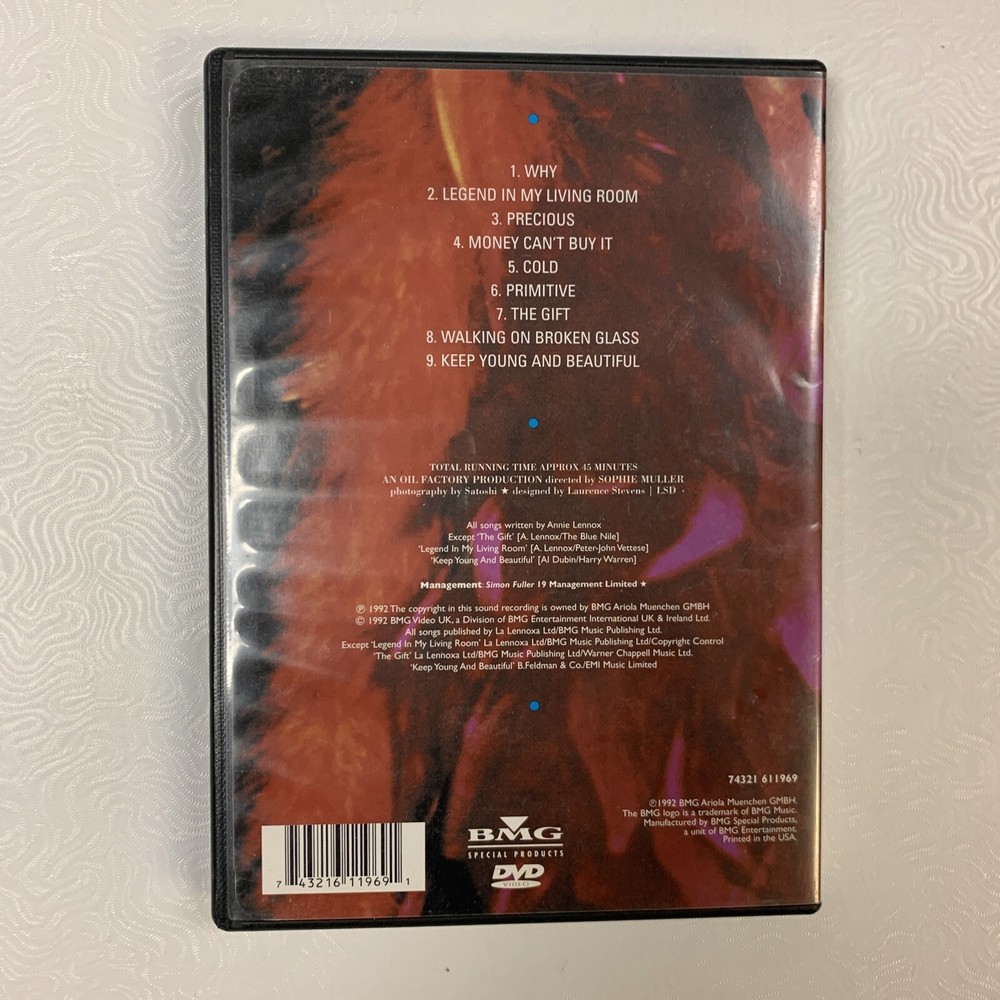 1. WHY
2. LEGEND IN MY LIVING ROOM
3. PRECIOUS
4. MONEY CAN'T BUY IT
5. COLD
6. PRIMITIVE
7. THE GIFT
8. WALKING ON BROKEN GLASS
9. KEEP YOUNG AND BEAUTIFUL
TOTAL RUNNING TIME APPROX 45 MINUTES
AN OIL FACTORY PRODUCTION directed by SOPHIE MULLER
photography by Satoshi ★ designed by Laurence Stevens | LSD
All songs written by Annie Lennox
Except 'The Gift' [A. Lennox/The Blue Nile]
'Legend In My Living Room' [A. Lennox/Peter-John Vettese]
'Keep Young And Beautiful' [Al Dubin/Harry Warren]
Management: Simon Fuller 19 Management Limited ★
℗ 1992 The copyright in this sound recording is owned by BMG Ariola Muenchen GMBH
© 1992 BMG Video UK, a Division of BMG Entertainment International UK & Ireland Ltd.
All songs published by La Lennoxa Ltd/BMG Music Publishing Ltd.
Except 'Legend In My Living Room' La Lennoxa Ltd/BMG Music Publishing Ltd/Copyright Control
'The Gift' La Lennoxa Ltd/BMG Music Publishing Ltd/Warner Chappell Music Ltd.
'Keep Young And Beautiful' B.Feldman & Co./EMI Music Limited
74321 611969
℗1992 BMG Ariola Muenchen GMBH.
The BMG logo is a trademark of BMG Music.
Manufactured by BMG Special Products,
a unit of BMG Entertainment.
Printed in the USA.
BMG
SPECIAL PRODUCTS
DVD
VIDEO
7 43216 11969 1